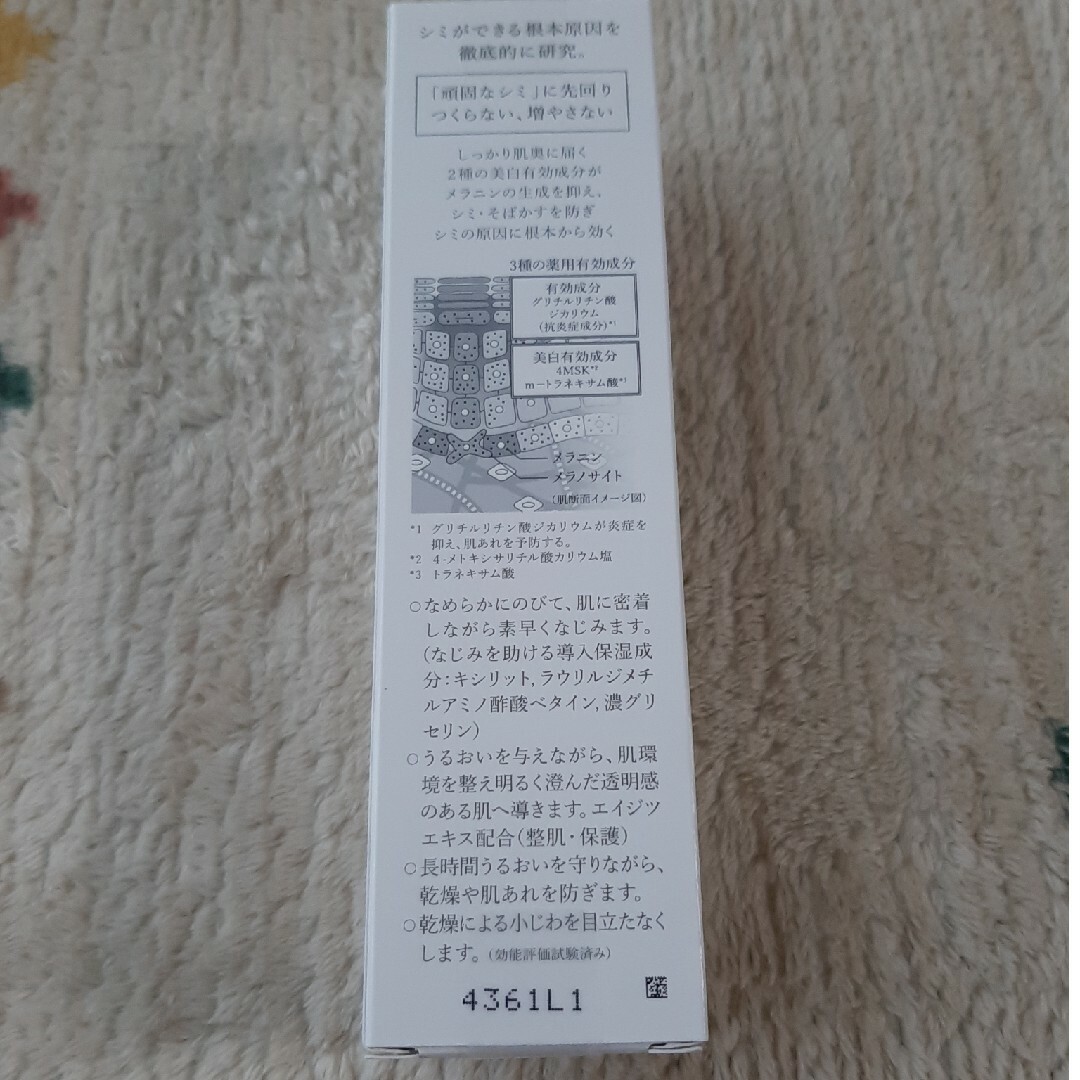 シミができる根本原因を
徹底的に研究。
「頑固なシミ」に先回り
つくらない、増やさない
しっかり肌奥に届く
2種の美白有効成分が
メラニンの生成を抑え、
シミ・そばかすを防ぎ
シミの原因に根本から効く
3種の薬用有効成分
有効成分
グリチルリチン酸
ジカリウム
(抗炎症成分)*1
美白有効成分
4MSK*2
m-トラネキサム酸*3
メラニン
メラノサイト
(肌断面イメージ図)
*1 グリチルリチン酸ジカリウムが炎症を
抑え、肌あれを予防する。
*2 4-メトキシサリチル酸カリウム塩
*3 トラネキサム酸
○なめらかにのびて、肌に密着
しながら素早くなじみます。
(なじみを助ける導入保湿成
分:キシリット,ラウリルジメチ
ルアミノ酢酸ベタイン,濃グリ
セリン)
○うるおいを与えながら、肌環
境を整え明るく澄んだ透明感
のある肌へ導きます。エイジツ
エキス配合(整肌・保護)
○長時間うるおいを守りながら、
乾燥や肌あれを防ぎます。
○乾燥による小じわを目立たなく
します。(効能評価試験済み)
4361L1